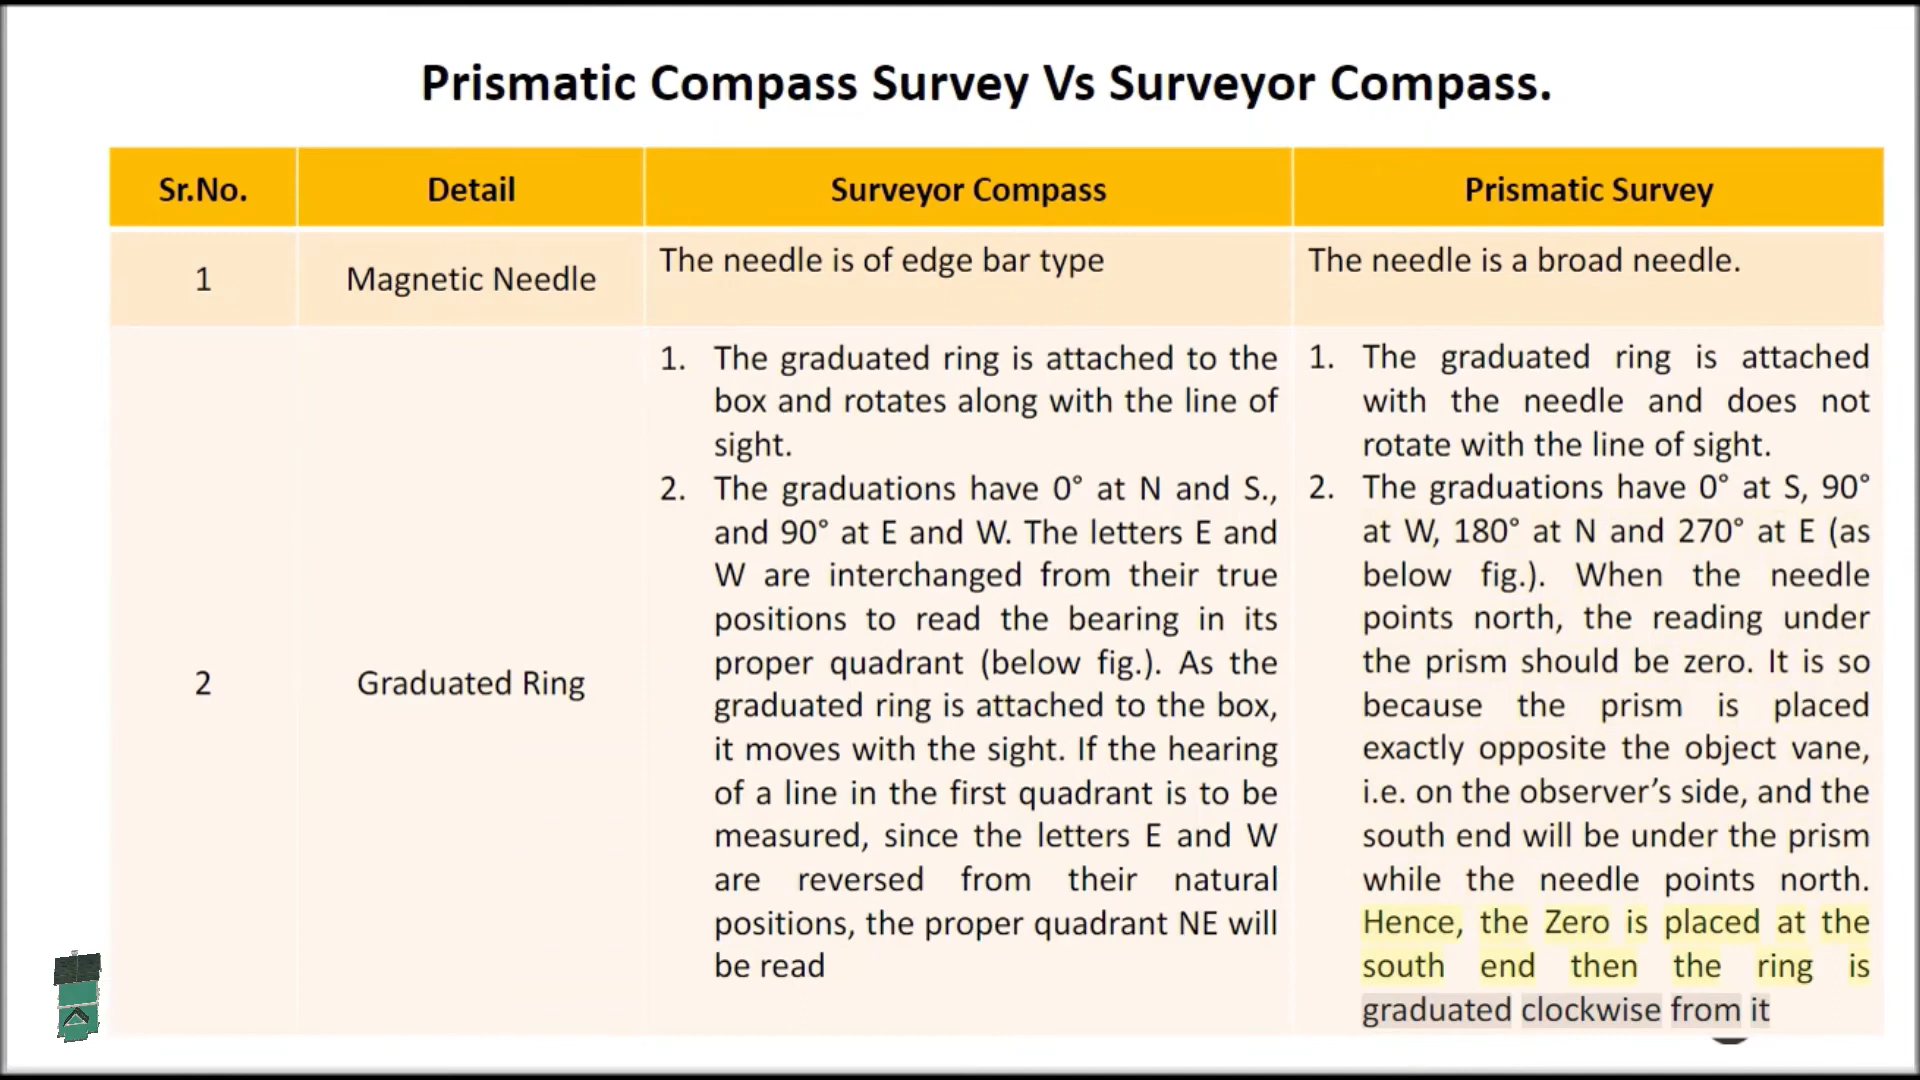 Prismatic Compass Survey Vs Surveyor Compass.
Sr.No. Detail Surveyor Compass Prismatic Survey
1 Magnetic Needle The needle is of edge bar type The needle is a broad needle.
2 Graduated Ring
1. The graduated ring is attached to the
box and rotates along with the line of
sight.
2. The graduations have 0° at N and S.,
and 90° at E and W. The letters E and
W are interchanged from their true
positions to read the bearing in its
proper quadrant (below fig.). As the
graduated ring is attached to the box,
it moves with the sight. If the hearing
of a line in the first quadrant is to be
measured, since the letters E and W
are reversed from their natural
positions, the proper quadrant NE will
be read
1. The graduated ring is attached
with the needle and does not
rotate with the line of sight.
2. The graduations have 0° at S, 90°
at W, 180° at N and 270° at E (as
below fig.). When the needle
points north, the reading under
the prism should be zero. It is so
because the prism is placed
exactly opposite the object vane,
i.e. on the observer’s side, and the
south end will be under the prism
while the needle points north.
Hence, the Zero is placed at the
south end then the ring is
graduated clockwise from it